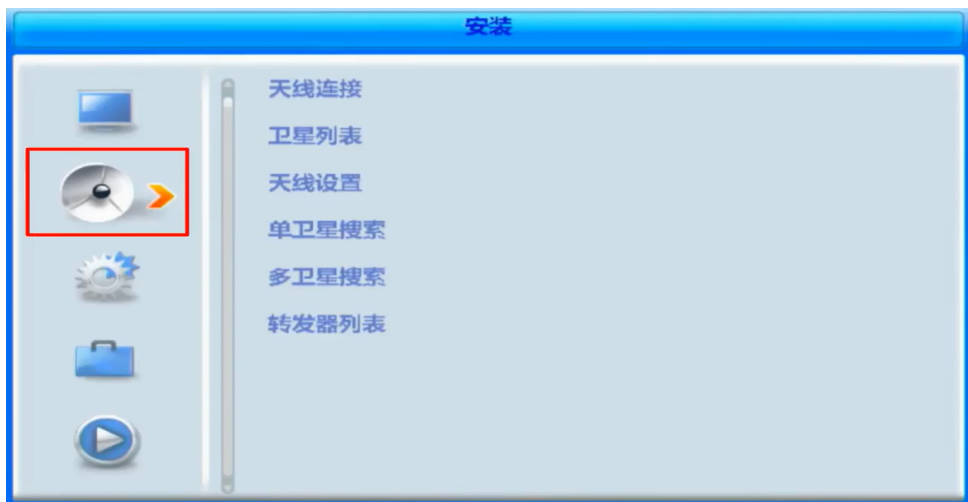 安装
天线连接
卫星列表
天线设置
单卫星搜索
多卫星搜索
转发器列表